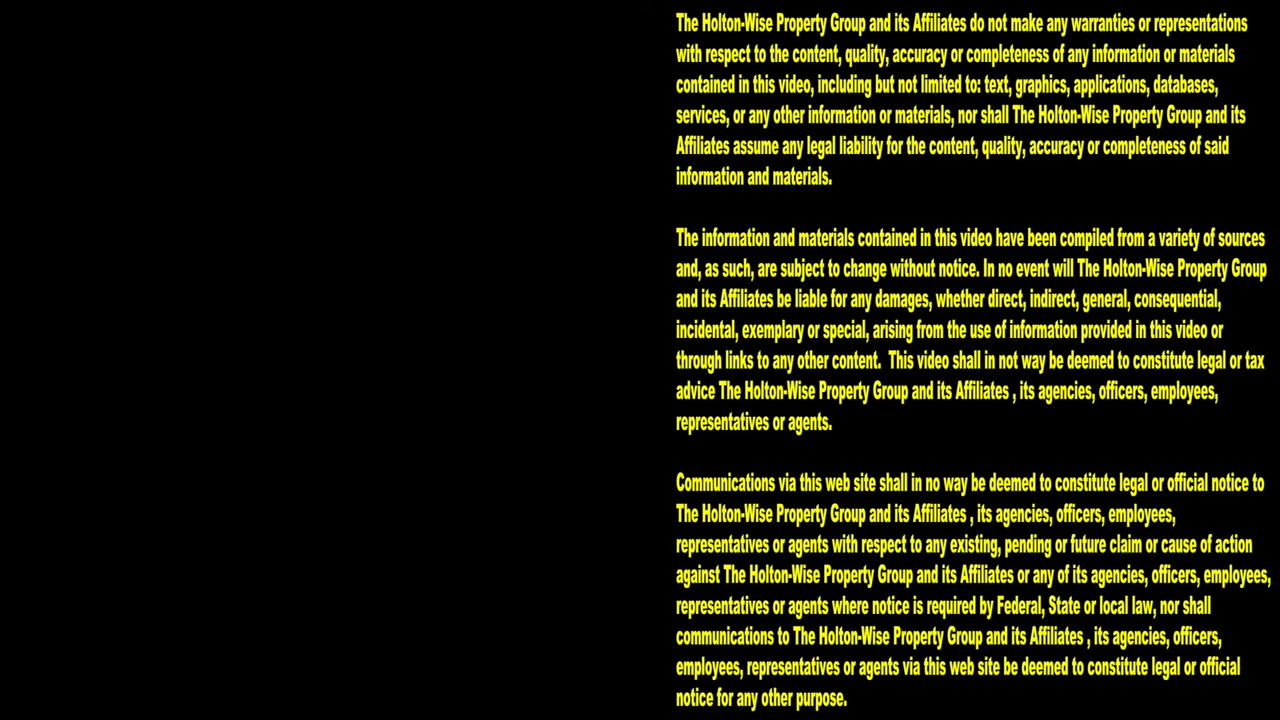 The Holton-Wise Property Group and its Affiliates do not make any warranties or representations
with respect to the content, quality, accuracy or completeness of any information or materials
contained in this video, including but not limited to: text, graphics, applications, databases,
services, or any other information or materials, nor shall The Holton-Wise Property Group and its
Affiliates assume any legal liability for the content, quality, accuracy or completeness of said
information and materials.
The information and materials contained in this video have been compiled from a variety of sources
and, as such, are subject to change without notice. In no event will The Holton-Wise Property Group
and its Affiliates be liable for any damages, whether direct, indirect, general, consequential,
incidental, exemplary or special, arising from the use of information provided in this video or
through links to any other content.  This video shall in not way be deemed to constitute legal or tax
advice The Holton-Wise Property Group and its Affiliates , its agencies, officers, employees,
representatives or agents.
Communications via this web site shall in no way be deemed to constitute legal or official notice to
The Holton-Wise Property Group and its Affiliates , its agencies, officers, employees,
representatives or agents with respect to any existing, pending or future claim or cause of action
against The Holton-Wise Property Group and its Affiliates or any of its agencies, officers, employees,
representatives or agents where notice is required by Federal, State or local law, nor shall
communications to The Holton-Wise Property Group and its Affiliates , its agencies, officers,
employees, representatives or agents via this web site be deemed to constitute legal or official
notice for any other purpose.